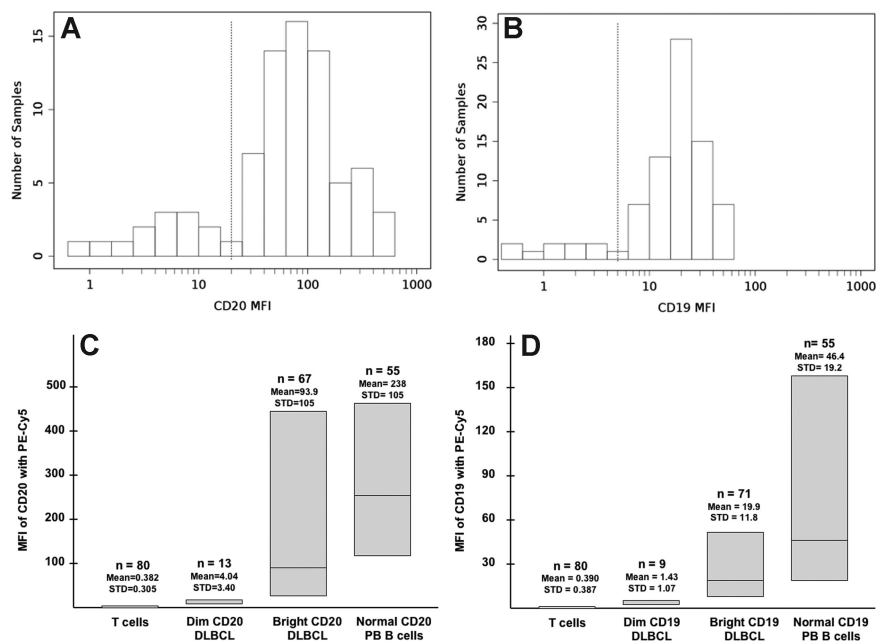 A
Number of Samples
15
10
5
0
1
10
100
1000
CD20 MFI
B
Number of Samples
30
25
20
15
10
5
0
1
10
100
1000
CD19 MFI
C
MFI of CD20 with PE-Cy5
500
400
300
200
100
n = 80
Mean=0.382
STD=0.305
n = 13
Mean=4.04
STD=3.40
n = 67
Mean=93.9
STD=105
n = 55
Mean= 238
STD= 105
T cells
Dim CD20
DLBCL
Bright CD20
DLBCL
Normal CD20
PB B cells
D
MFI of CD19 with PE-Cy5
180
150
120
90
60
30
n = 80
Mean = 0.390
STD = 0.387
n = 9
Mean = 1.43
STD = 1.07
n = 71
Mean = 19.9
STD = 11.8
n= 55
Mean= 46.4
STD= 19.2
T cells
Dim CD19
DLBCL
Bright CD19
DLBCL
Normal CD19
PB B cells